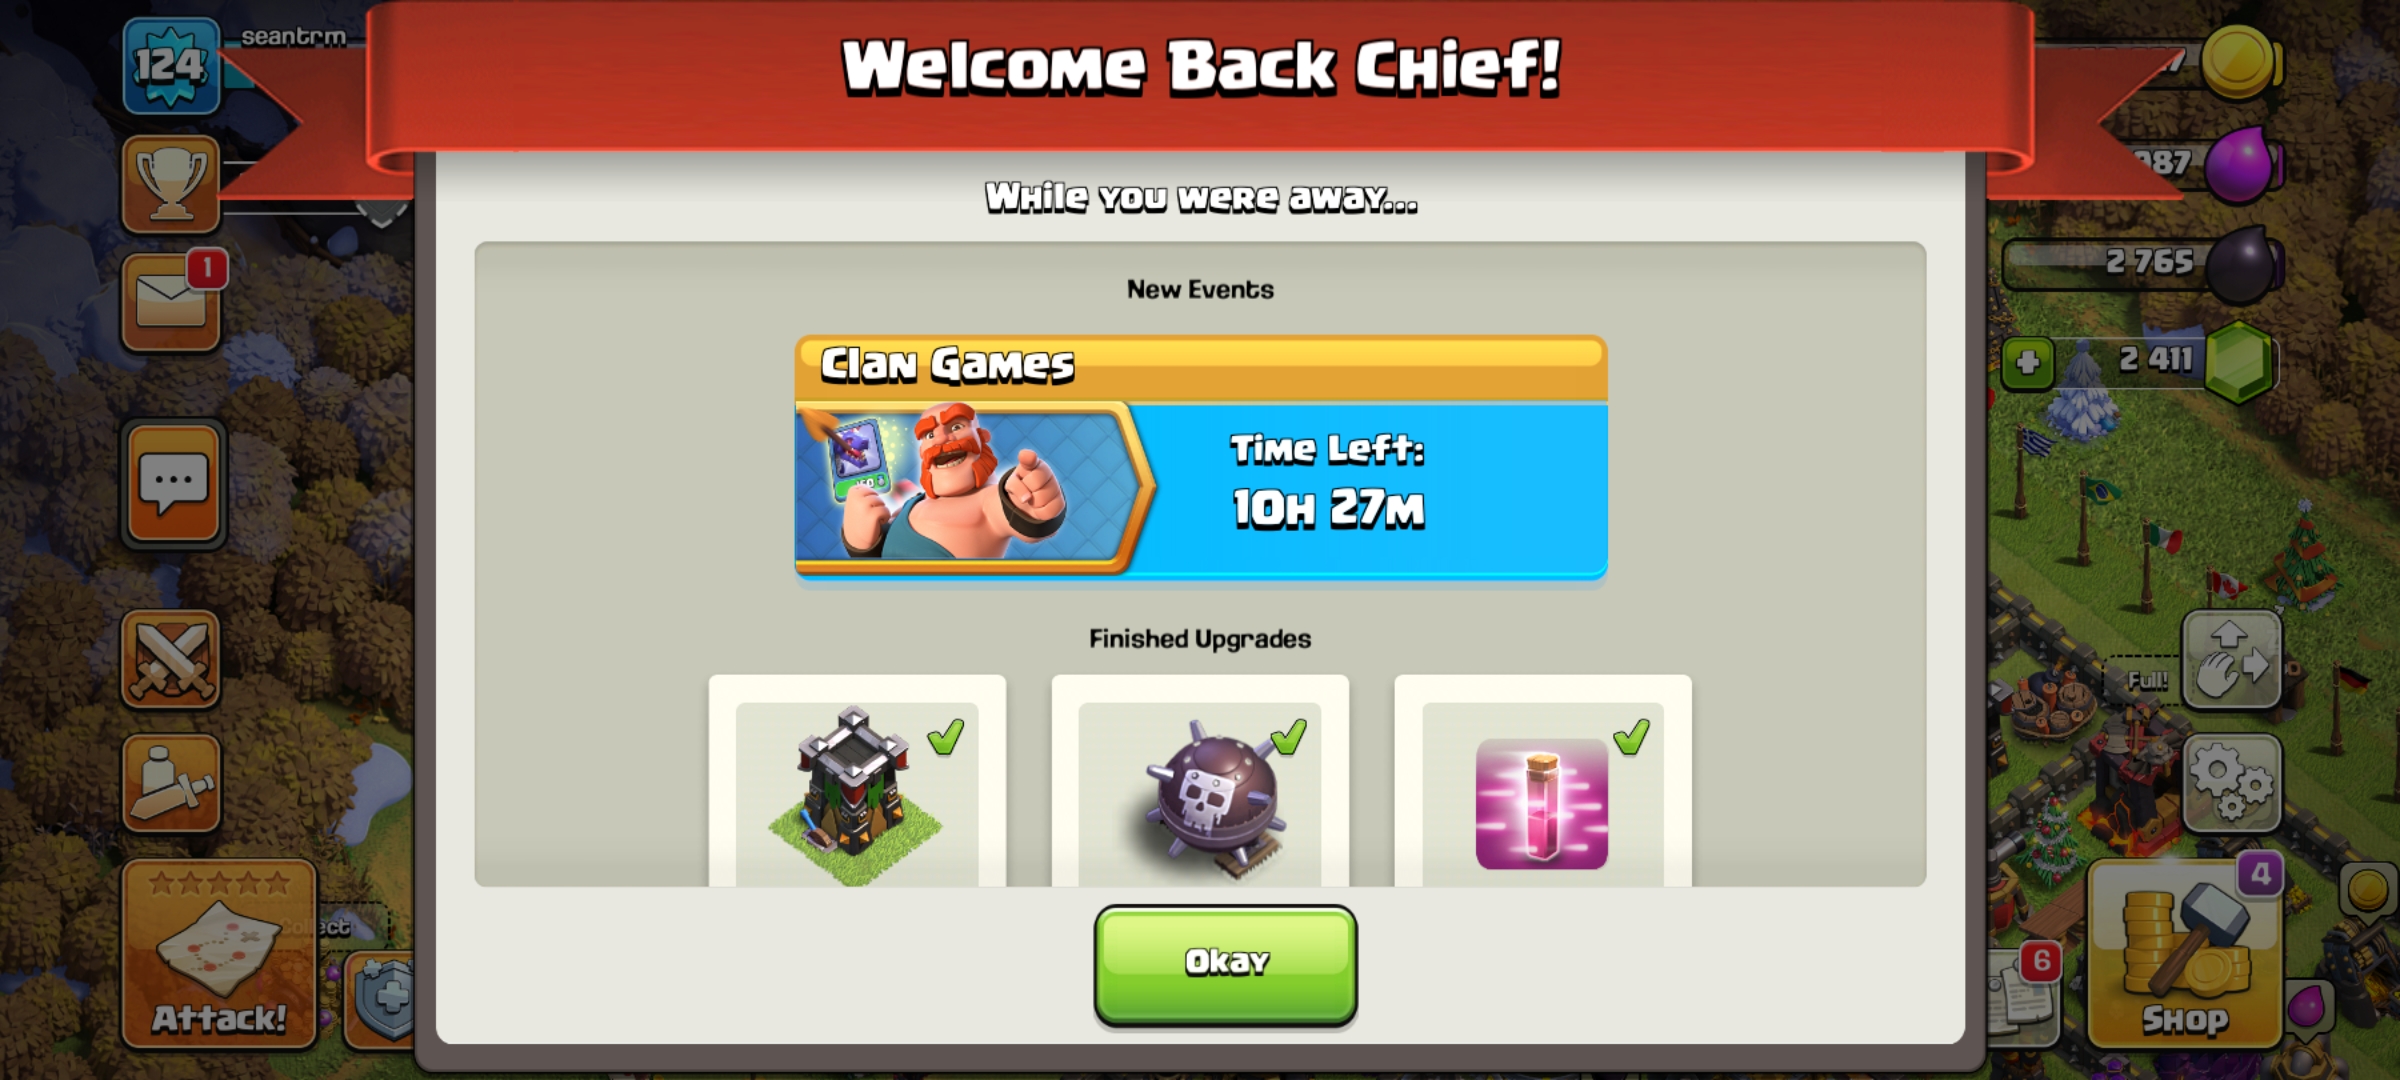 124
seantrm
Welcome Back Chief!
While you were away...
1
2 765
2 411
New Events
Clan Games
Time Left:
10H 27M
Finished Upgrades
Full!
4
6
Okay
Attack!
Shop